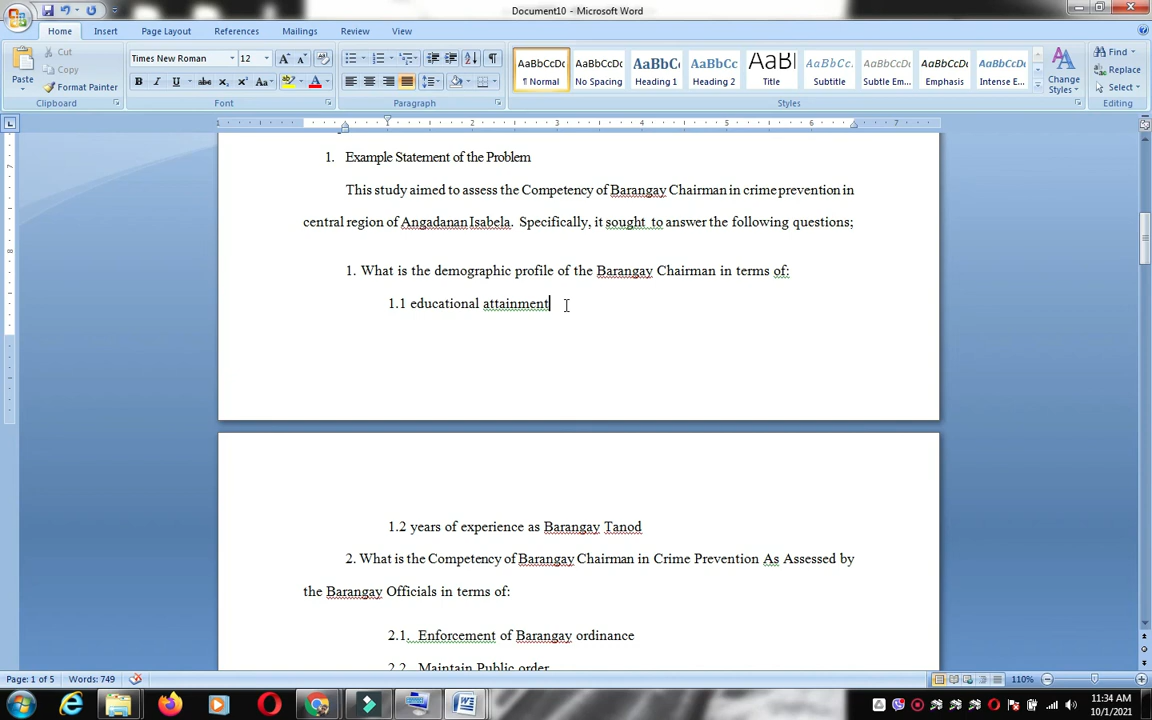 Document10 - Microsoft Word
Home Insert Page Layout References Mailings Review View
Cut
Copy
Format Painter
Paste
Clipboard
Times New Roman 12
B I U abc
Font
Paragraph
AaBbCcDc AaBbCcDc AaBbC AaBbCc AaBl AaBbCc. AaBbCcDc AaBbCcDc AaBbCcDc
¶ Normal No Spacing Heading 1 Heading 2 Title Subtitle Subtle Em... Emphasis Intense E...
Change Styles
Styles
Find
Replace
Select
Editing
1. Example Statement of the Problem
This study aimed to assess the Competency of Barangay Chairman in crime prevention in
central region of Angadanan Isabela. Specifically, it sought to answer the following questions;
1. What is the demographic profile of the Barangay Chairman in terms of:
1.1 educational attainment
1.2 years of experience as Barangay Tanod
2. What is the Competency of Barangay Chairman in Crime Prevention As Assessed by
the Barangay Officials in terms of:
2.1. Enforcement of Barangay ordinance
2.2 Maintain Public order
Page: 1 of 5 Words: 749 110%
11:34 AM
10/1/2021